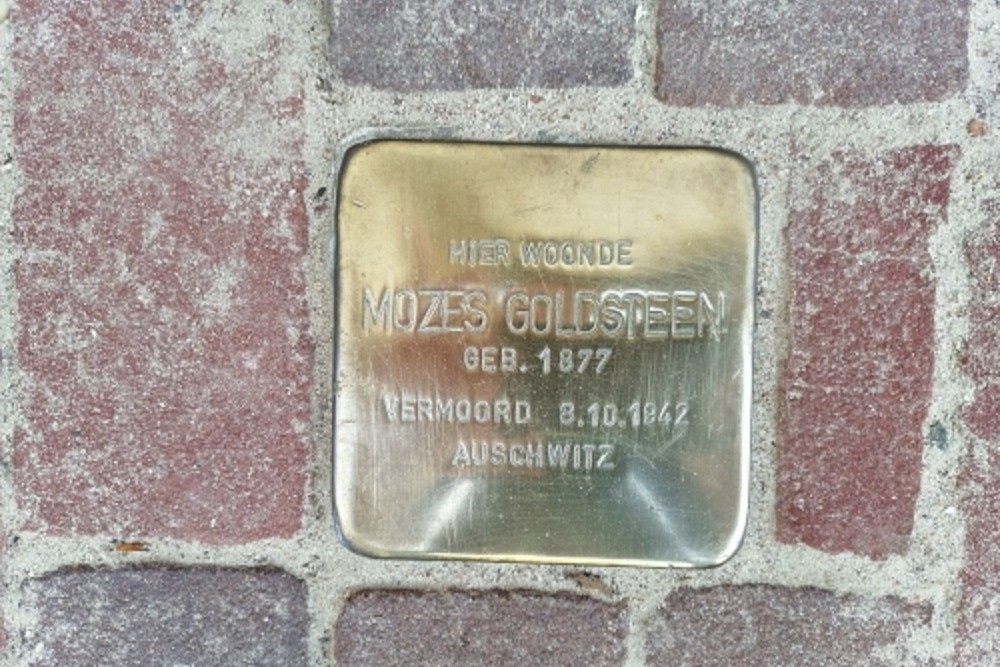 HIER WOONDE
MOZES GOLDSTEEN
GEB. 1877
VERMOORD 8.10.1942
AUSCHWITZ